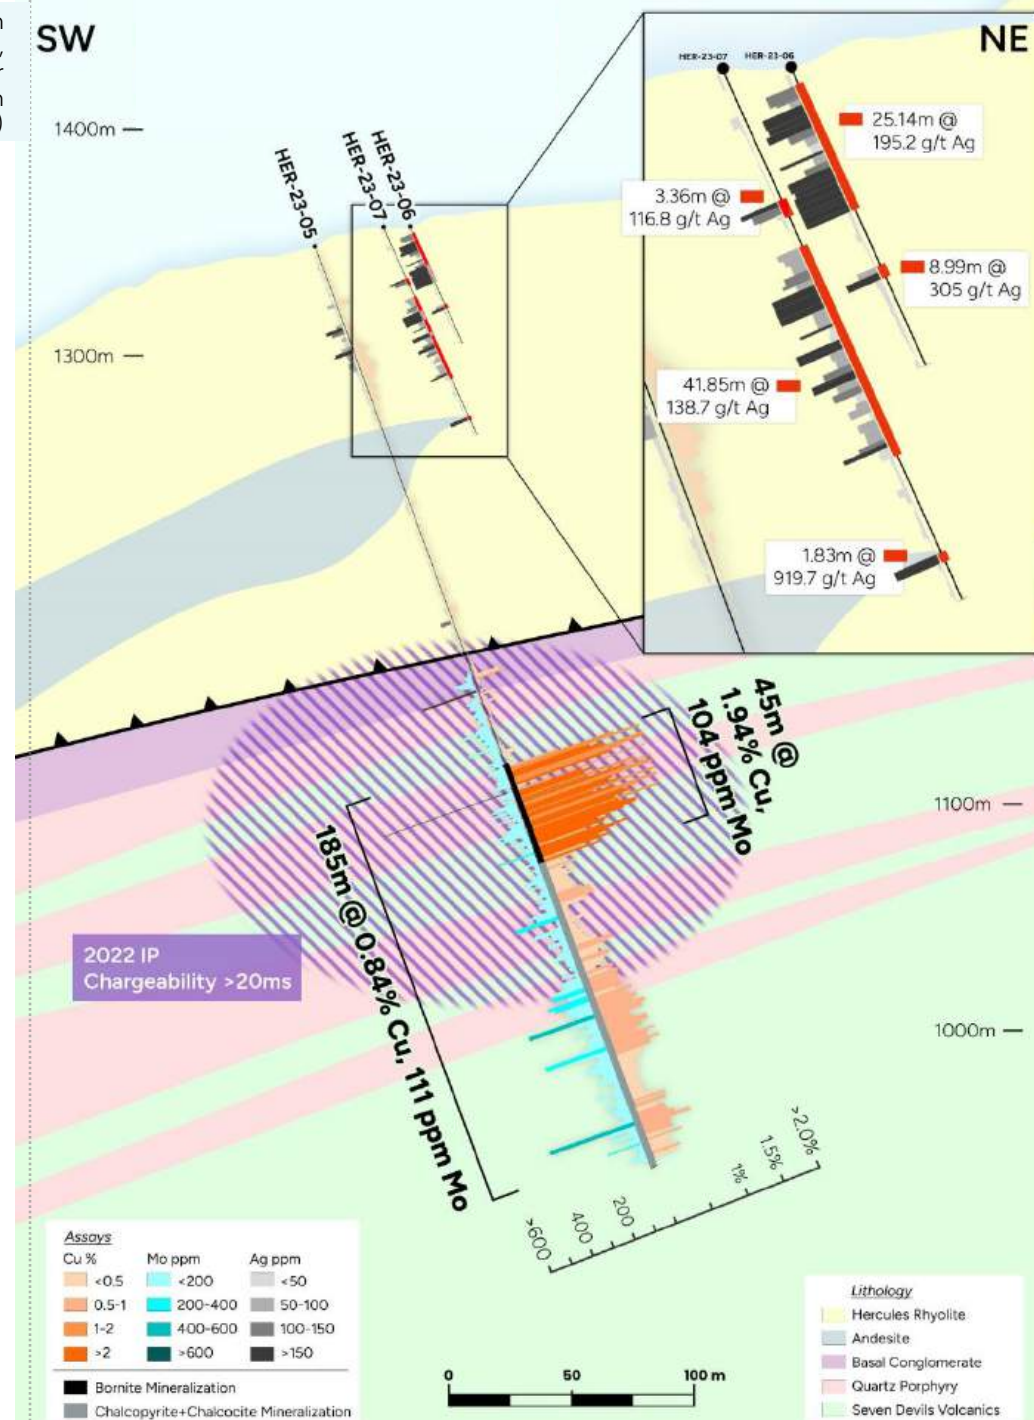 SW
NE
1400m
1300m
1100m
1000m
HER-23-05
HER-23-07
HER-23-06
HER-23-07
HER-23-06
25.14m @
195.2 g/t Ag
3.36m @
116.8 g/t Ag
8.99m @
305 g/t Ag
41.85m @
138.7 g/t Ag
1.83m @
919.7 g/t Ag
45m @
1.94% Cu,
104 ppm Mo
185m @ 0.84% Cu, 111 ppm Mo
2022 IP
Chargeability >20ms
>600
400
200
1%
1.5%
>2.0%
Assays
Cu % Mo ppm Ag ppm
<0.5 <200 <50
0.5-1 200-400 50-100
1-2 400-600 100-150
>2 >600 >150
Bornite Mineralization
Chalcopyrite+Chalcocite Mineralization
0 50 100 m
Lithology
Hercules Rhyolite
Andesite
Basal Conglomerate
Quartz Porphyry
Seven Devils Volcanics